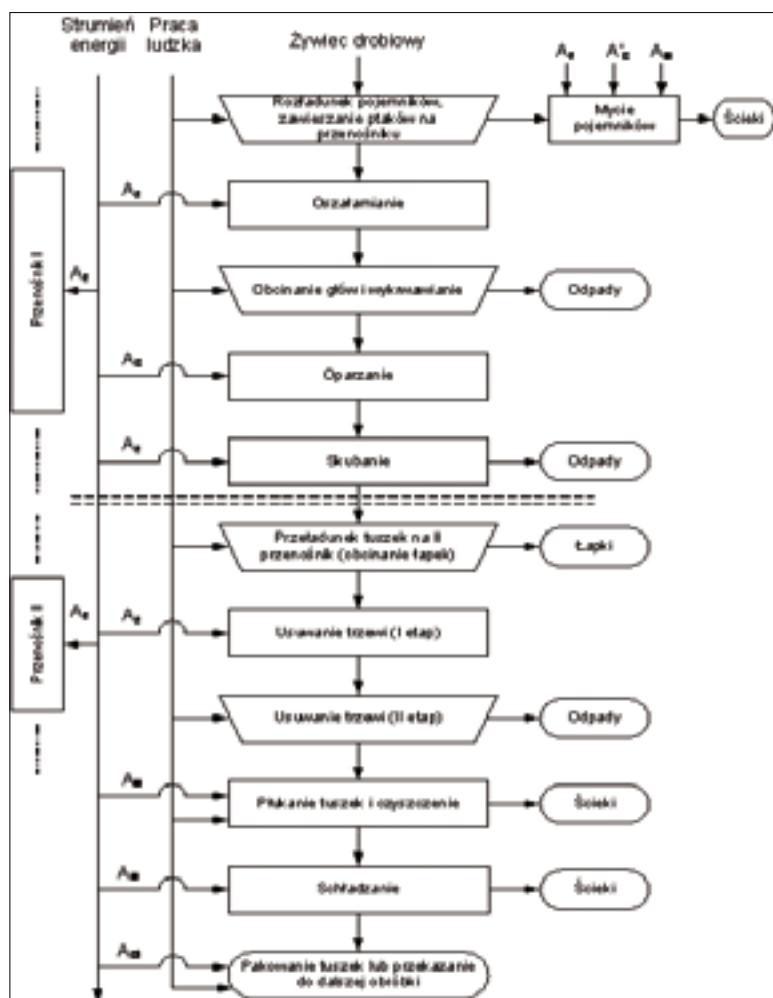 Strumień energii
Praca ludzka
Żywiec drobiowy
Rozładunek pojemników,
zawieszanie ptaków na
przenośniku
Mycie
pojemników
Ścieki
Przenośnik I
Oszałamianie
Obcinanie głów i wykrwawianie
Odpady
Oparzanie
Skubanie
Odpady
Przeładunek tuszek na II
przenośnik (obcinanie łapek)
Łapki
Przenośnik II
Usuwanie trzewi (I etap)
Usuwanie trzewi (II etap)
Odpady
Płukanie tuszek i czyszczenie
Ścieki
Schładzanie
Ścieki
Pakowanie tuszek lub przekazanie
do dalszej obróbki